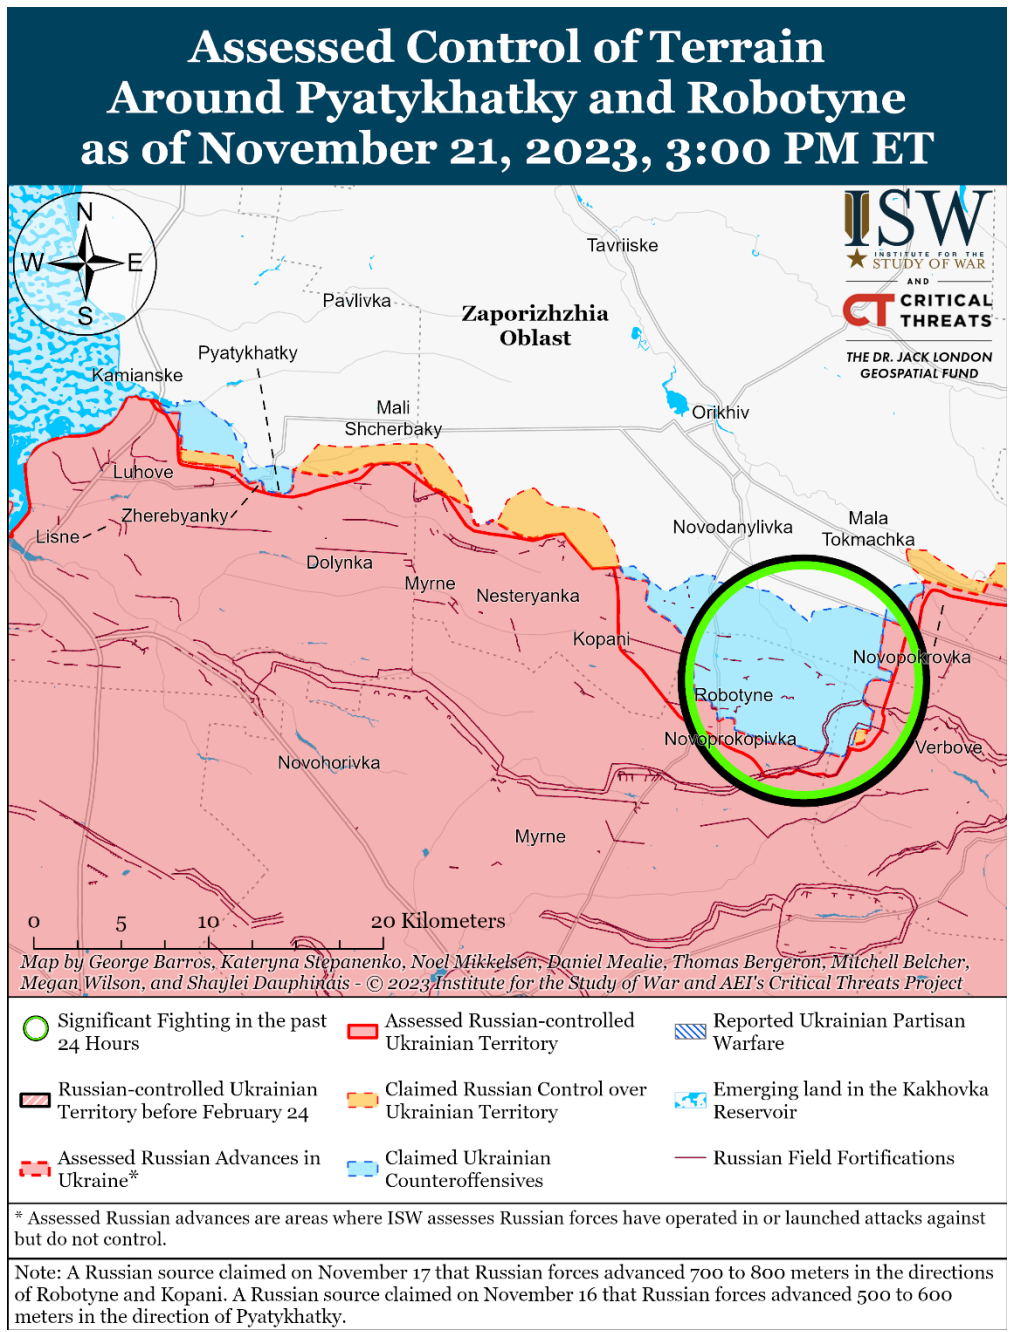 Assessed Control of Terrain
Around Pyatykhatky and Robotyne
as of November 21, 2023, 3:00 PM ET
N
W
E
S
ISW
INSTITUTE FOR THE
STUDY OF WAR
AND
CT CRITICAL
THREATS
THE DR. JACK LONDON
GEOSPATIAL FUND
Tavriiske
Pavlivka
Zaporizhzhia
Oblast
Pyatykhatky
Kamianske
Mali
Shcherbaky
Orikhiv
Luhove
Zherebyanky
Lisne
Novodanylivka
Mala
Tokmachka
Dolynka
Myrne
Nesteryanka
Kopani
Novopokrovka
Robotyne
Novoprokopivka
Verbove
Novohorivka
Myrne
0 5 10 20 Kilometers
Map by George Barros, Kateryna Stepanenko, Noel Mikkelsen, Daniel Mealie, Thomas Bergeron, Mitchell Belcher,
Megan Wilson, and Shaylei Dauphinais - © 2023 Institute for the Study of War and AEI's Critical Threats Project
Significant Fighting in the past
24 Hours
Assessed Russian-controlled
Ukrainian Territory
Reported Ukrainian Partisan
Warfare
Russian-controlled Ukrainian
Territory before February 24
Claimed Russian Control over
Ukrainian Territory
Emerging land in the Kakhovka
Reservoir
Assessed Russian Advances in
Ukraine*
Claimed Ukrainian
Counteroffensives
Russian Field Fortifications
* Assessed Russian advances are areas where ISW assesses Russian forces have operated in or launched attacks against
but do not control.
Note: A Russian source claimed on November 17 that Russian forces advanced 700 to 800 meters in the directions
of Robotyne and Kopani. A Russian source claimed on November 16 that Russian forces advanced 500 to 600
meters in the direction of Pyatykhatky.